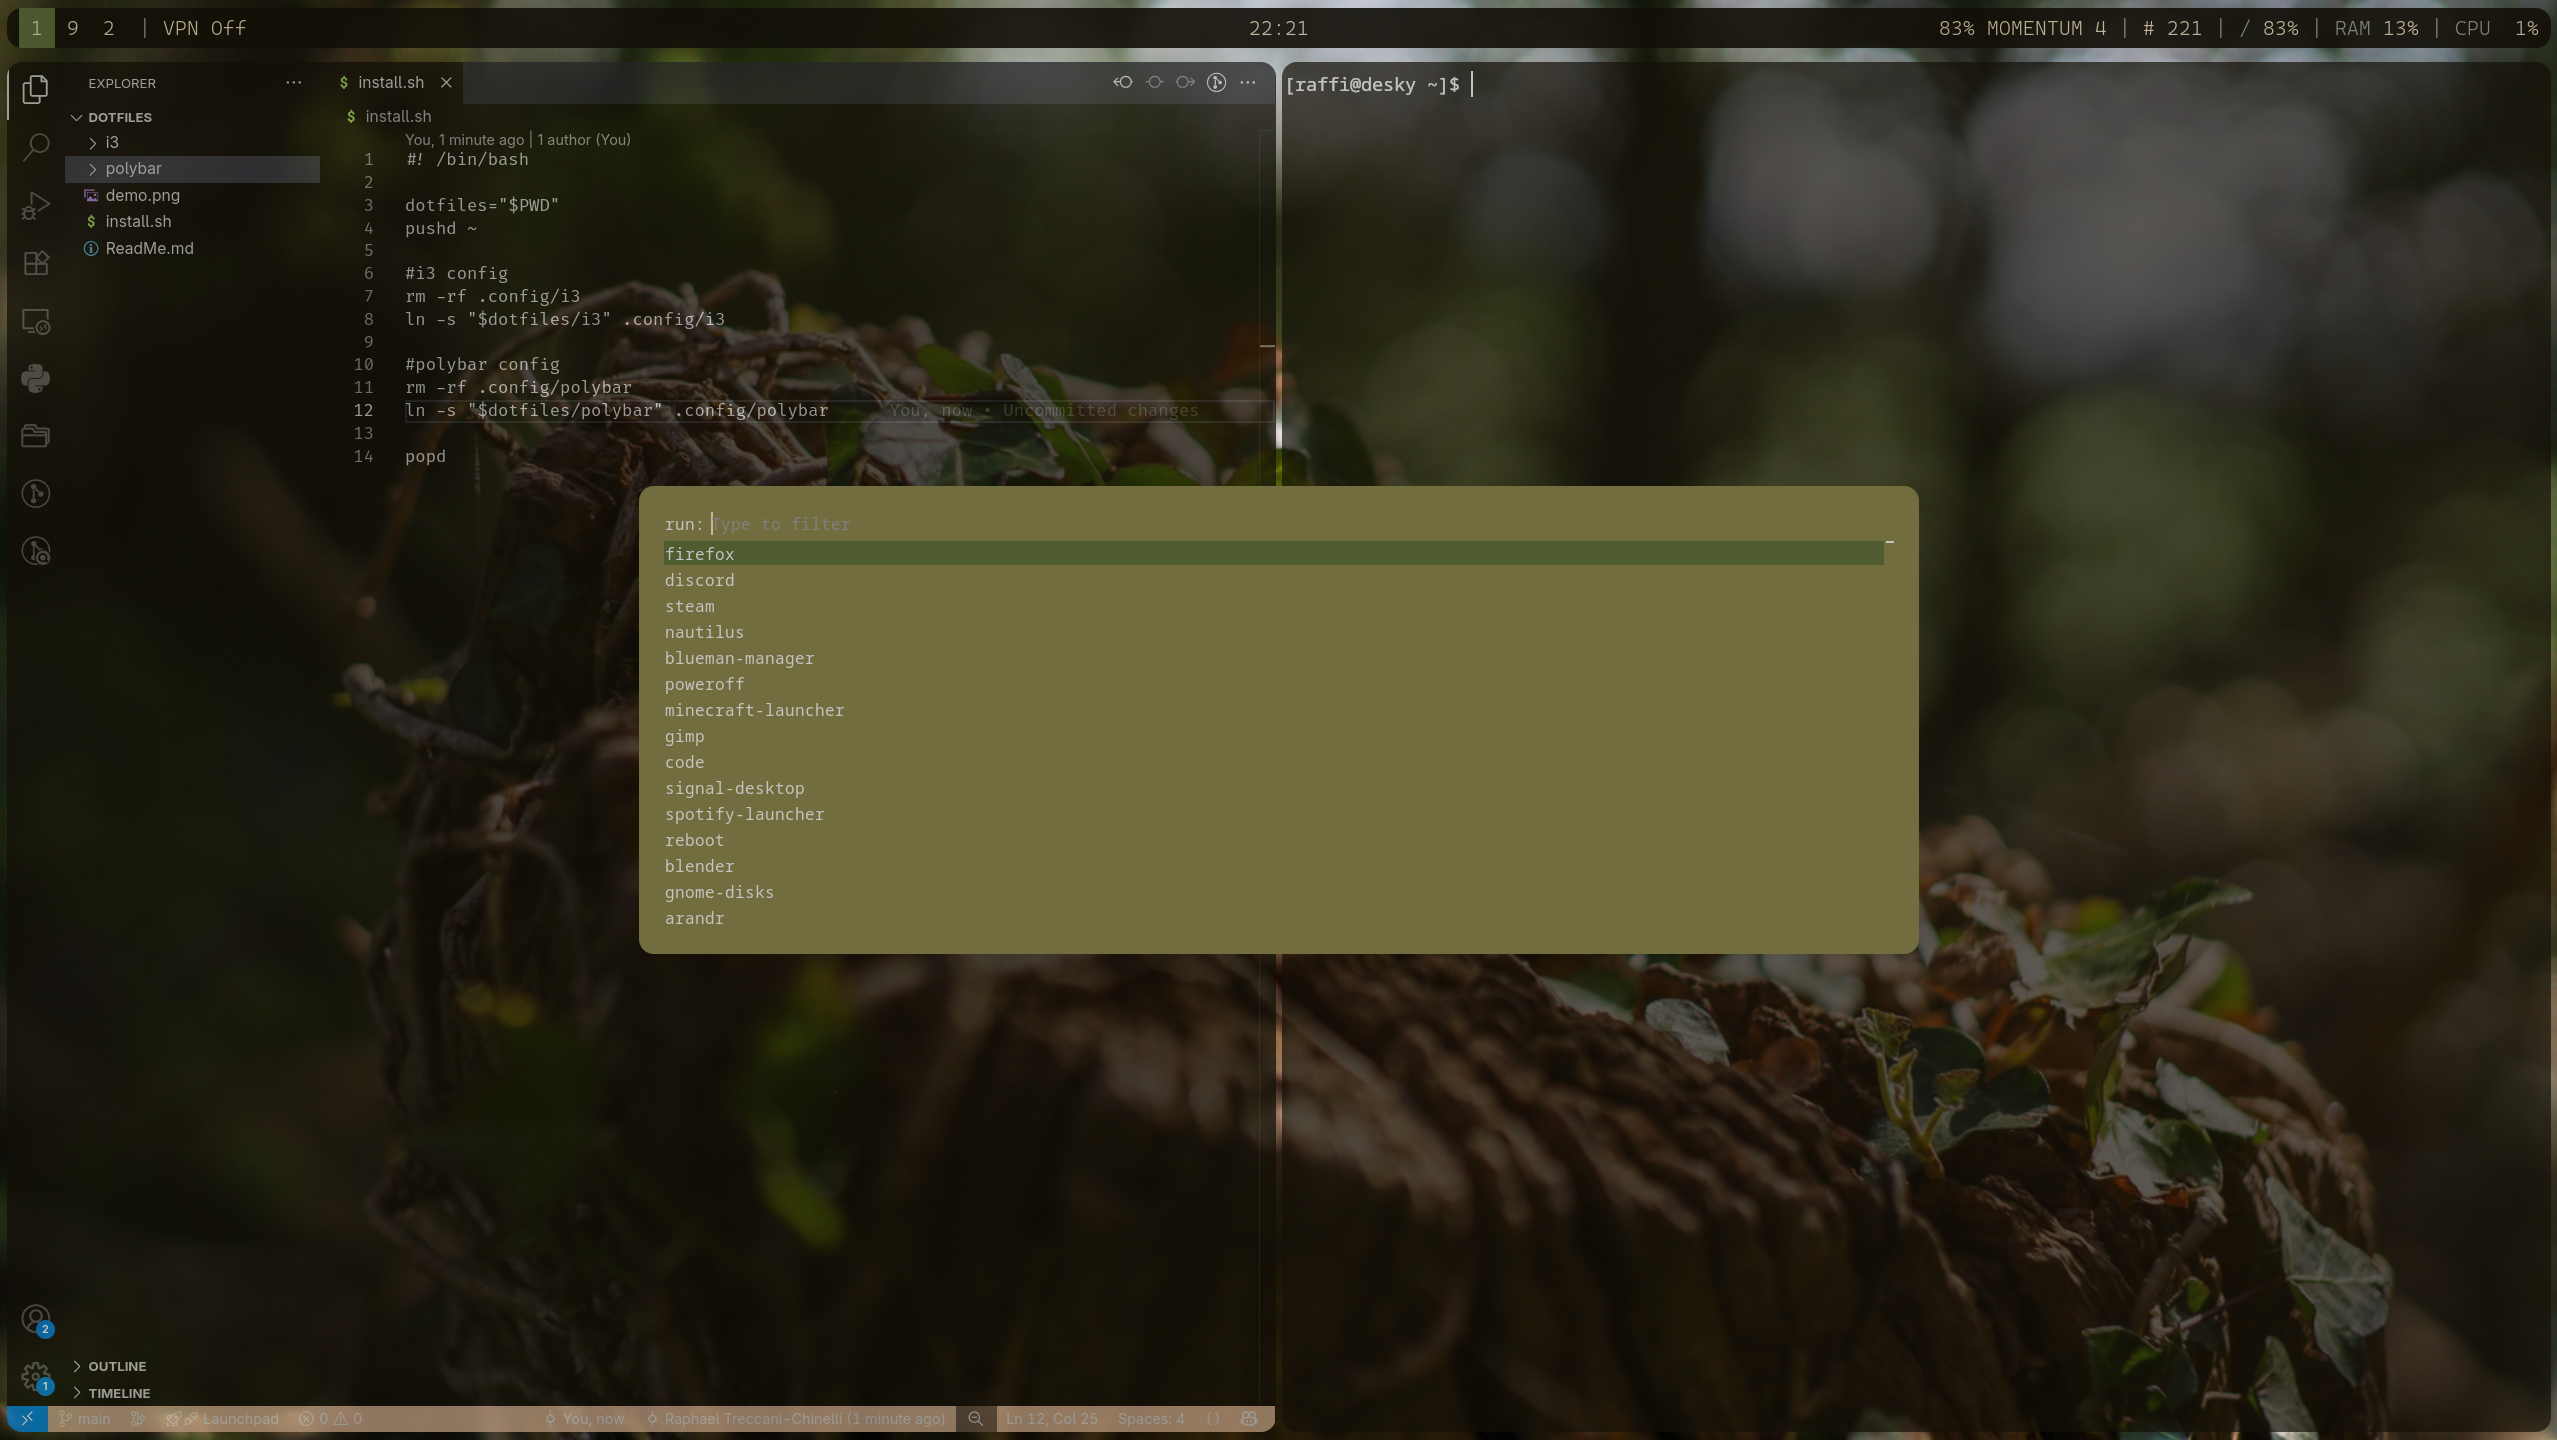 1 9 2 | VPN Off
22:21
83% MOMENTUM 4 | # 221 | / 83% | RAM 13% | CPU 1%
EXPLORER
DOTFILES
i3
polybar
demo.png
install.sh
ReadMe.md
install.sh
install.sh
You, 1 minute ago | 1 author (You)
1 #! /bin/bash
2
3 dotfiles="$PWD"
4 pushd ~
5
6 #i3 config
7 rm -rf .config/i3
8 ln -s "$dotfiles/i3" .config/i3
9
10 #polybar config
11 rm -rf .config/polybar
12 ln -s "$dotfiles/polybar" .config/polybar You, now • Uncommitted changes
13
14 popd
[raffi@desky ~]$
run: Type to filter
firefox
discord
steam
nautilus
blueman-manager
poweroff
minecraft-launcher
gimp
code
signal-desktop
spotify-launcher
reboot
blender
gnome-disks
arandr
2
1
OUTLINE
TIMELINE
main Launchpad 0 0 You, now Raphael Treccani-Chinelli (1 minute ago) Ln 12, Col 25 Spaces: 4 {}